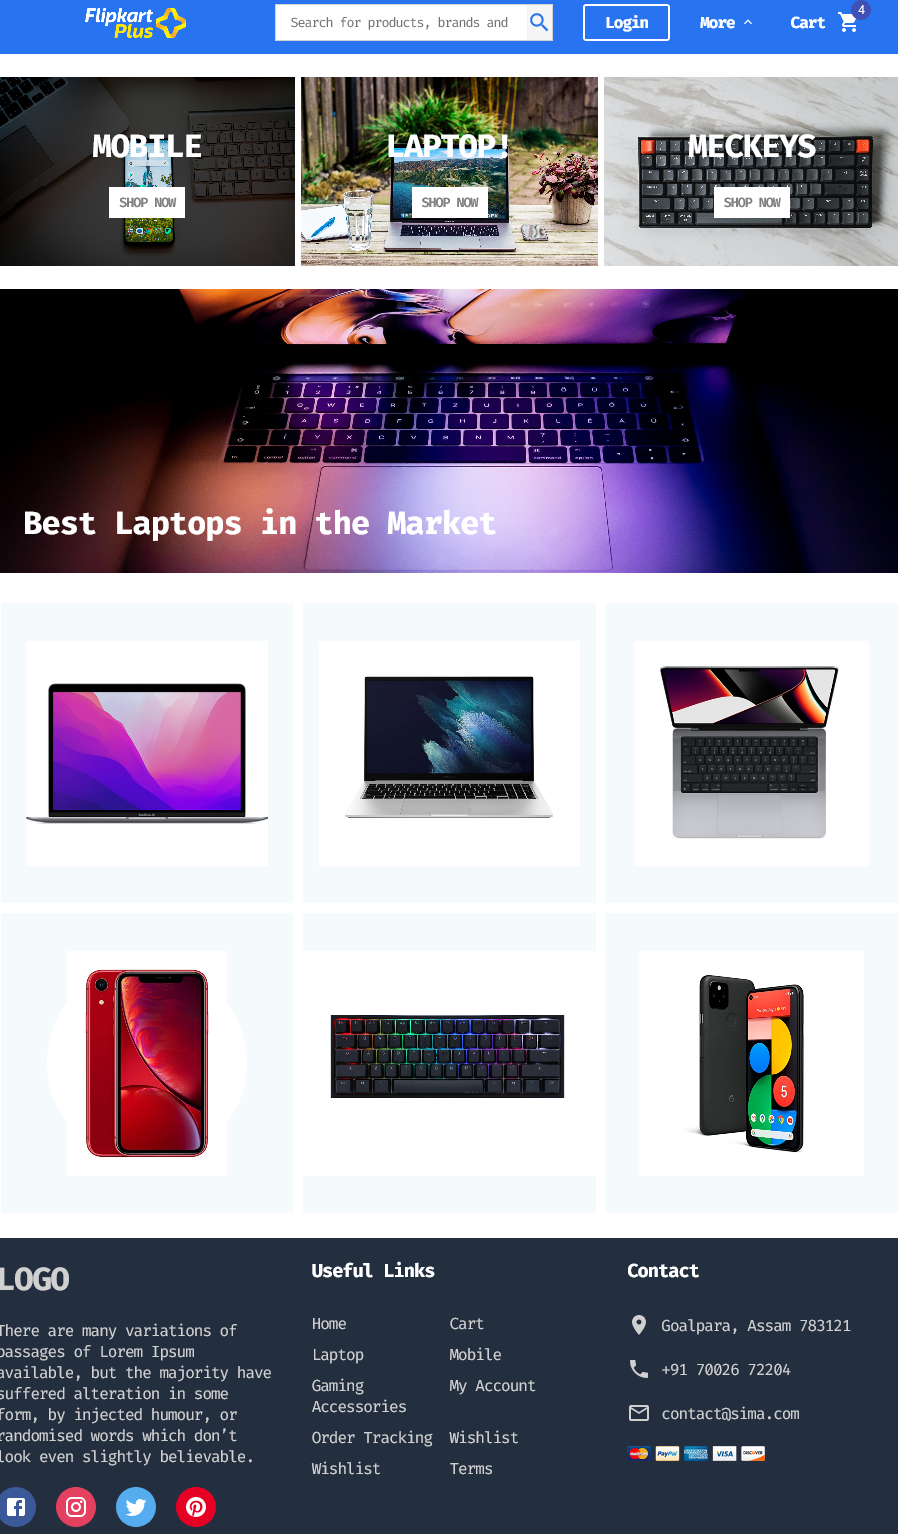 Flipkart
Plus
Search for products, brands and
Login
More
Cart
4
MOBILE
SHOP NOW
LAPTOP!
SHOP NOW
MECKEYS
SHOP NOW
Best Laptops in the Market
LOGO
There are many variations of
passages of Lorem Ipsum
available, but the majority have
suffered alteration in some
form, by injected humour, or
randomised words which don’t
look even slightly believable.
Useful Links
Home
Cart
Laptop
Mobile
Gaming
Accessories
My Account
Order Tracking
Wishlist
Wishlist
Terms
Contact
Goalpara, Assam 783121
+91 70026 72204
contact@sima.com
PayPal
VISA
DISCOVER